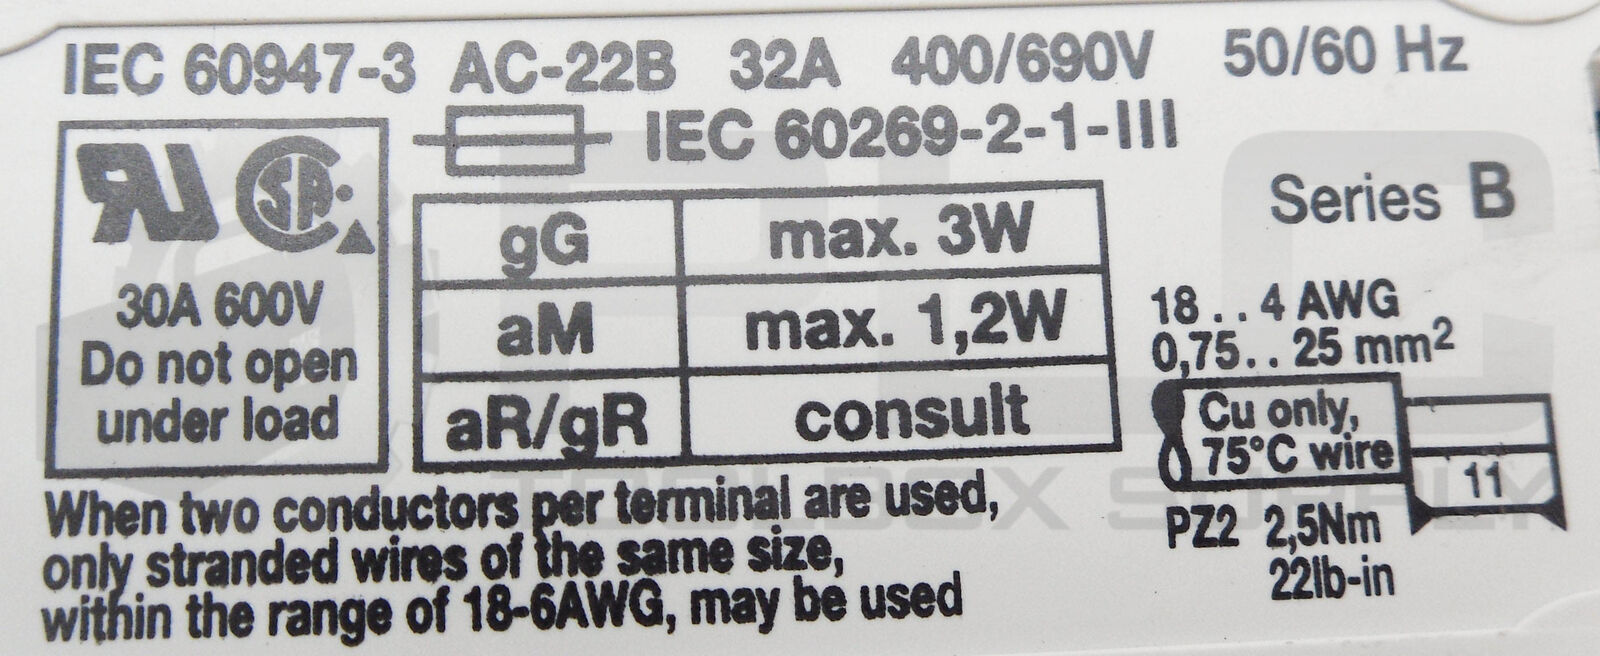 IEC 60947-3 AC-22B 32A 400/690V 50/60 Hz
IEC 60269-2-1-III
Series B
30A 600V
Do not open
under load
gG max. 3W
aM max. 1,2W
aR/gR consult
18 . . 4 AWG
0,75. . 25 mm²
Cu only,
75°C wire
11
PZ2 2,5Nm
22lb-in
When two conductors per terminal are used,
only stranded wires of the same size,
within the range of 18-6AWG, may be used
PLC
TOOLBOX SUPPLY